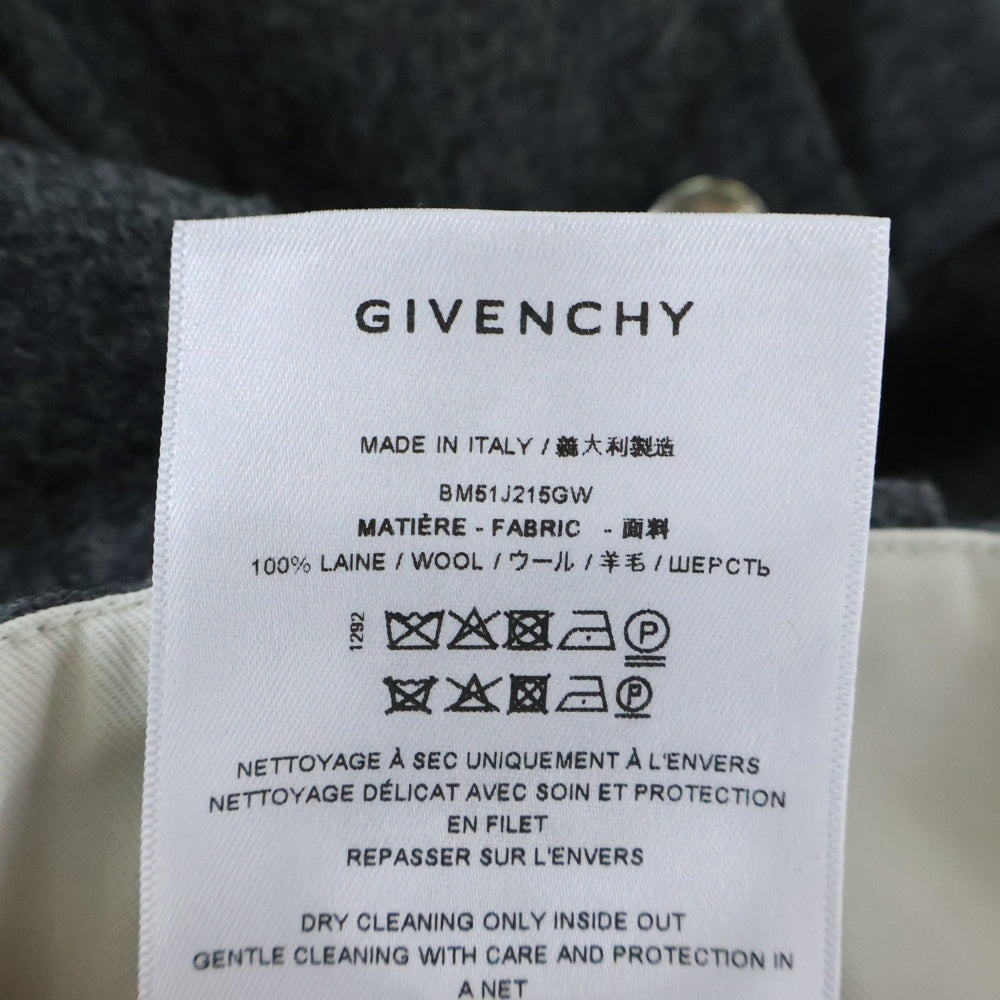 GIVENCHY
MADE IN ITALY / 義大利製造
BM51J215GW
MATIÈRE - FABRIC - 面料
100% LAINE / WOOL / ウール / 羊毛 / ШЕРСТЬ
1292
P
P
NETTOYAGE À SEC UNIQUEMENT À L'ENVERS
NETTOYAGE DÉLICAT AVEC SOIN ET PROTECTION
EN FILET
REPASSER SUR L'ENVERS
DRY CLEANING ONLY INSIDE OUT
GENTLE CLEANING WITH CARE AND PROTECTION IN
A NET